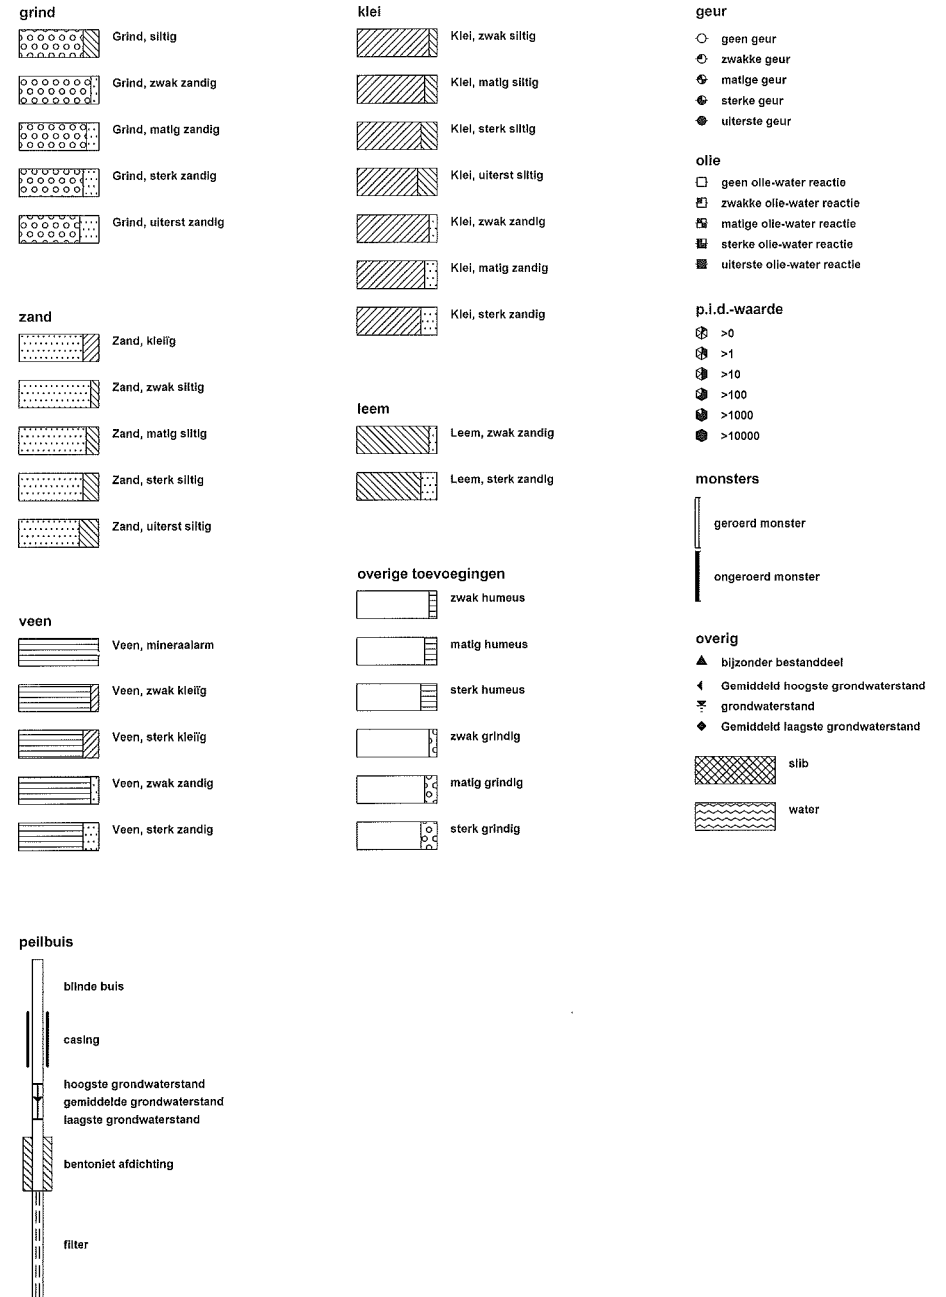 grind
Grind, siltig
Grind, zwak zandig
Grind, matig zandig
Grind, sterk zandig
Grind, uiterst zandig
zand
Zand, kleiïg
Zand, zwak siltig
Zand, matig siltig
Zand, sterk siltig
Zand, uiterst siltig
veen
Veen, mineraalarm
Veen, zwak kleiïg
Veen, sterk kleiïg
Veen, zwak zandig
Veen, sterk zandig
peilbuis
blinde buis
casing
hoogste grondwaterstand
gemiddelde grondwaterstand
laagste grondwaterstand
bentoniet afdichting
filter
klei
Klei, zwak siltig
Klei, matig siltig
Klei, sterk siltig
Klei, uiterst siltig
Klei, zwak zandig
Klei, matig zandig
Klei, sterk zandig
leem
Leem, zwak zandig
Leem, sterk zandig
overige toevoegingen
zwak humeus
matig humeus
sterk humeus
zwak grindig
matig grindig
sterk grindig
geur
geen geur
zwakke geur
matige geur
sterke geur
uiterste geur
olie
geen olie-water reactie
zwakke olie-water reactie
matige olie-water reactie
sterke olie-water reactie
uiterste olie-water reactie
p.i.d.-waarde
>0
>1
>10
>100
>1000
>10000
monsters
geroerd monster
ongeroerd monster
overig
bijzonder bestanddeel
Gemiddeld hoogste grondwaterstand
grondwaterstand
Gemiddeld laagste grondwaterstand
slib
water